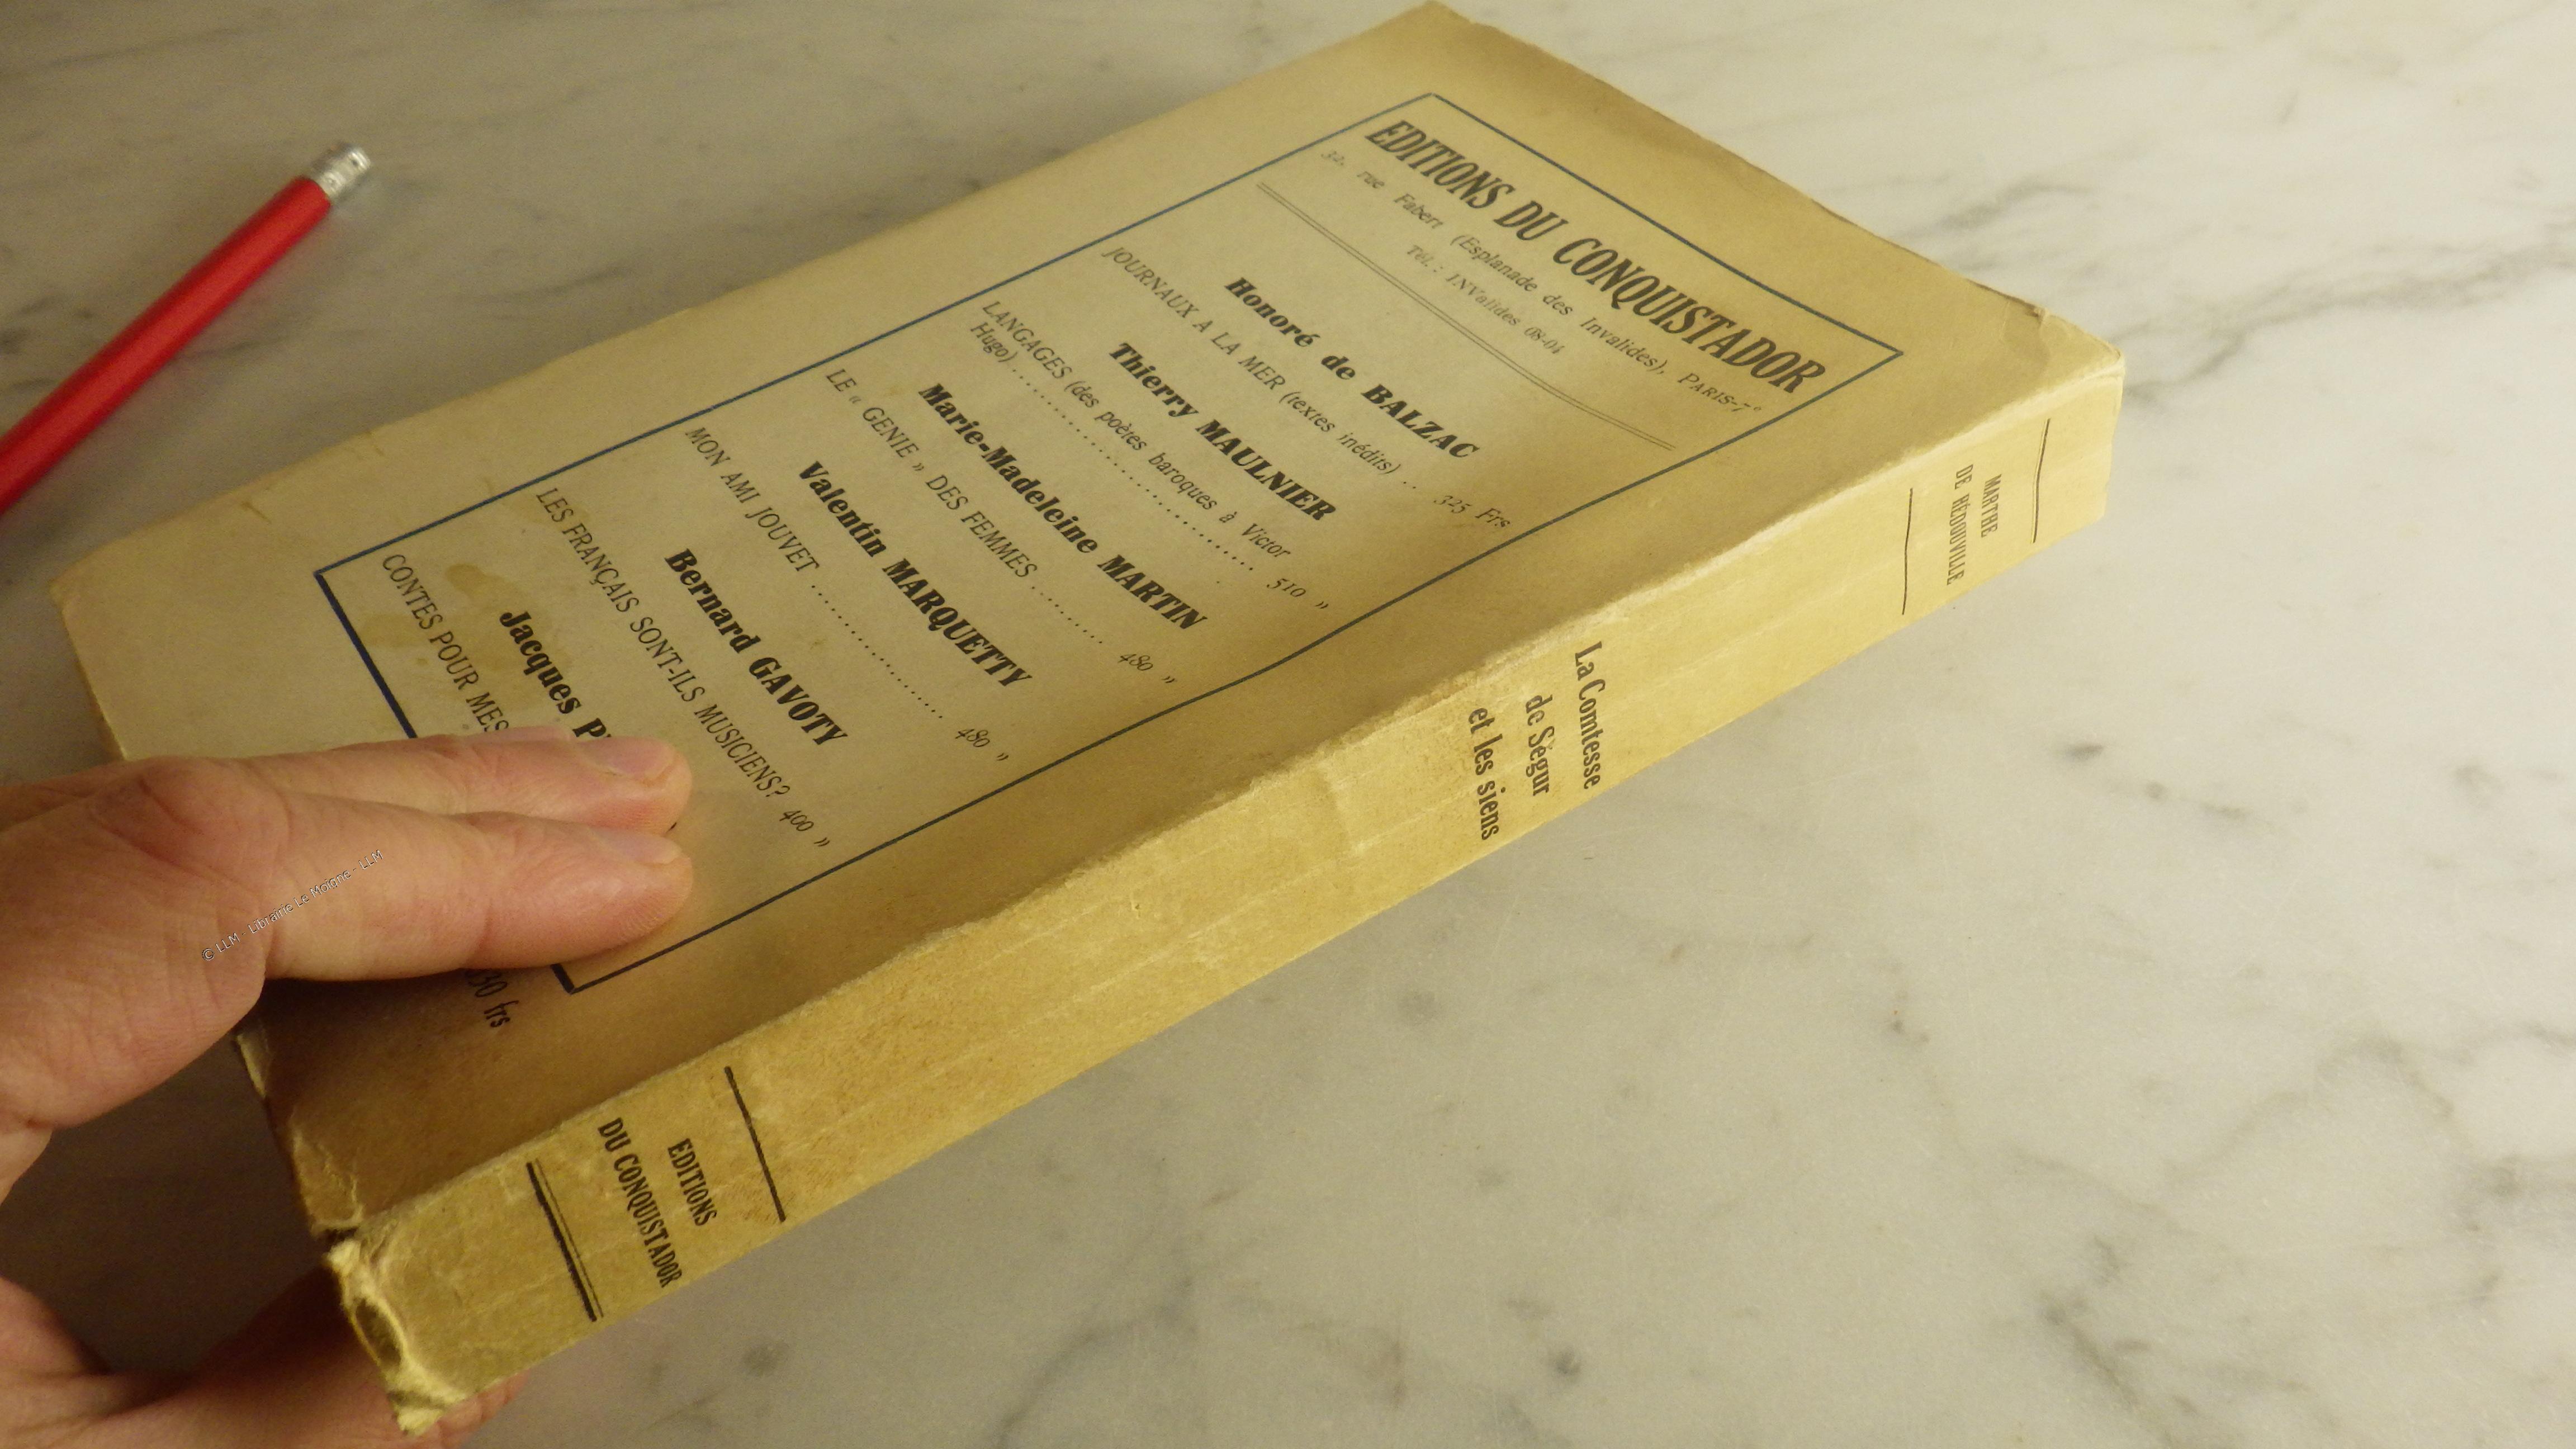 EDITIONS DU CONQUISTADOR
32, rue Fabert (Esplanade des Invalides), PARIS-7e
Tél. : INValides 08-04
Honoré de BALZAC
JOURNAUX A LA MER (textes inédits) .. 325 Frs
Thierry MAULNIER
LANGAGES (des poètes baroques à Victor
Hugo) .............................. 510 »
Marie-Madeleine MARTIN
LE « GENIE » DES FEMMES .......... 480 »
Valentin MARQUETTY
MON AMI JOUVET .................... 480 »
Bernard GAVOTY
LES FRANÇAIS SONT-ILS MUSICIENS? 400 »
Jacques
CONTES POUR MES
frs
MARTHE
DE HÉDOUVILLE
La Comtesse
de Ségur
et les siens
EDITIONS
DU CONQUISTADOR
© LLM - Librairie Le Moigne - LLM